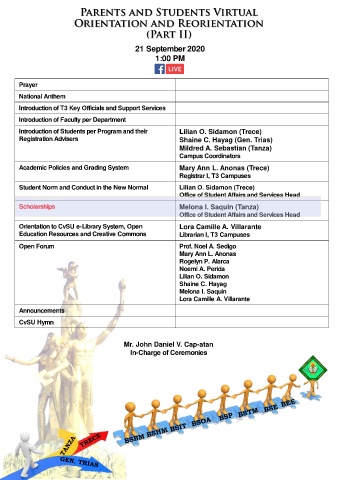 PARENTS AND STUDENTS VIRTUAL
ORIENTATION AND REORIENTATION
(PART II)
21 September 2020
1:00 PM
f LIVE
Prayer
National Anthem
Introduction of T3 Key Officials and Support Services
Introduction of Faculty per Department
Introduction of Students per Program and their
Registration Advisers
Lilian O. Sidamon (Trece)
Shaine C. Hayag (Gen. Trias)
Mildred A. Sebastian (Tanza)
Campus Coordinators
Academic Policies and Grading System
Mary Ann L. Anonas (Trece)
Registrar I, T3 Campuses
Student Norm and Conduct in the New Normal
Lilian O. Sidamon (Trece)
Office of Student Affairs and Services Head
Scholarships
Melona I. Saquin (Tanza)
Office of Student Affairs and Services Head
Orientation to CvSU e-Library System, Open
Education Resources and Creative Commons
Lora Camille A. Villarante
Librarian I, T3 Campuses
Open Forum
Prof. Noel A. Sedigo
Mary Ann L. Anonas
Rogelyn P. Alarca
Noemi A. Perida
Lilian O. Sidamon
Shaine C. Hayag
Melona I. Saquin
Lora Camille A. Villarante
Announcements
CvSU Hymn
Mr. John Daniel V. Cap-atan
In-Charge of Ceremonies
TANZA
TRECE
GEN. TRIAS
BSBM BSHM BSIT BSOA BSP BSTM BSE BEE